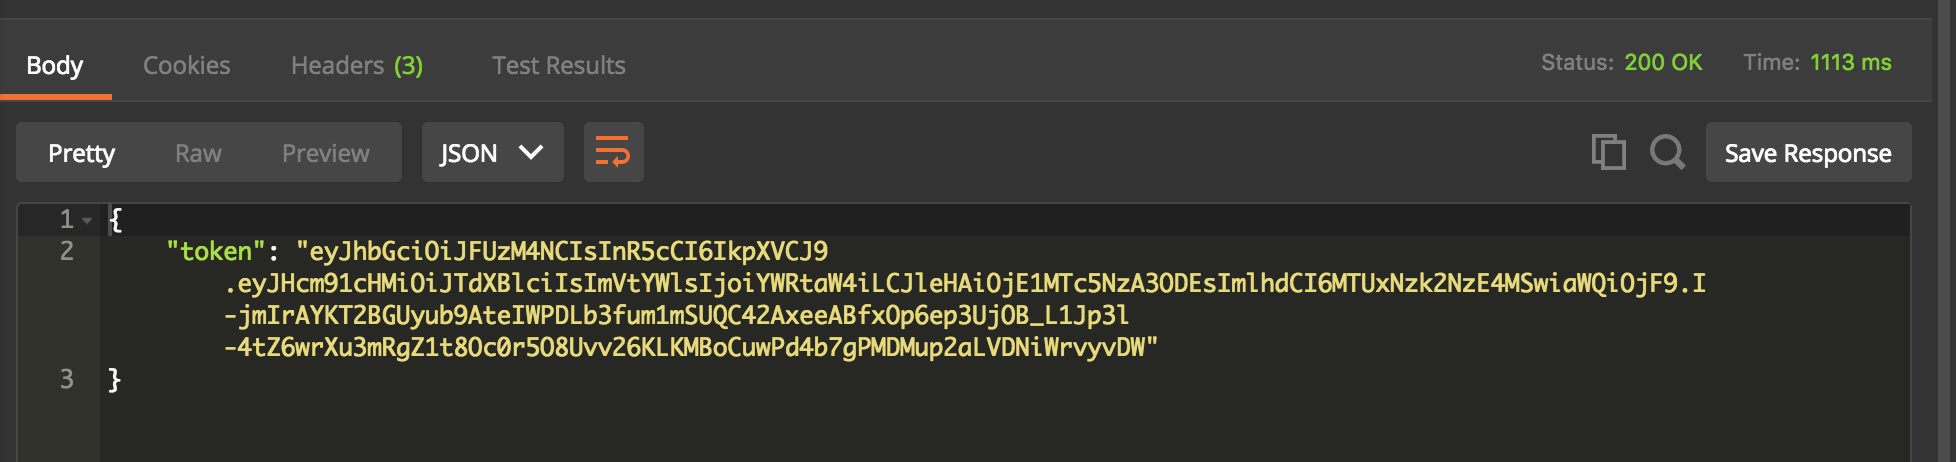 Body Cookies Headers (3) Test Results Status: 200 OK Time: 1113 ms
Pretty Raw Preview JSON Save Response
1 {
2 "token": "eyJhbGciOiJFUzM4NCIsInR5cCI6IkpXVCJ9
.eyJHcm91cHMiOiJTdXBlciIsImVtYWlsIjoiYWRtaW4iLCJleHAiOjE1MTc5NzA3ODEsImlhdCI6MTUxNzk2NzE4MSwiaWQiOjF9.I
-jmIrAYKT2BGUyub9AteIWPDLb3fum1mSUQC42AxeeABfxOp6ep3UjOB_L1Jp3l
-4tZ6wrXu3mRgZ1t8Oc0r5O8Uvv26KLKMBoCuwPd4b7gPMDMup2aLVDNiWrvyvDW"
3 }